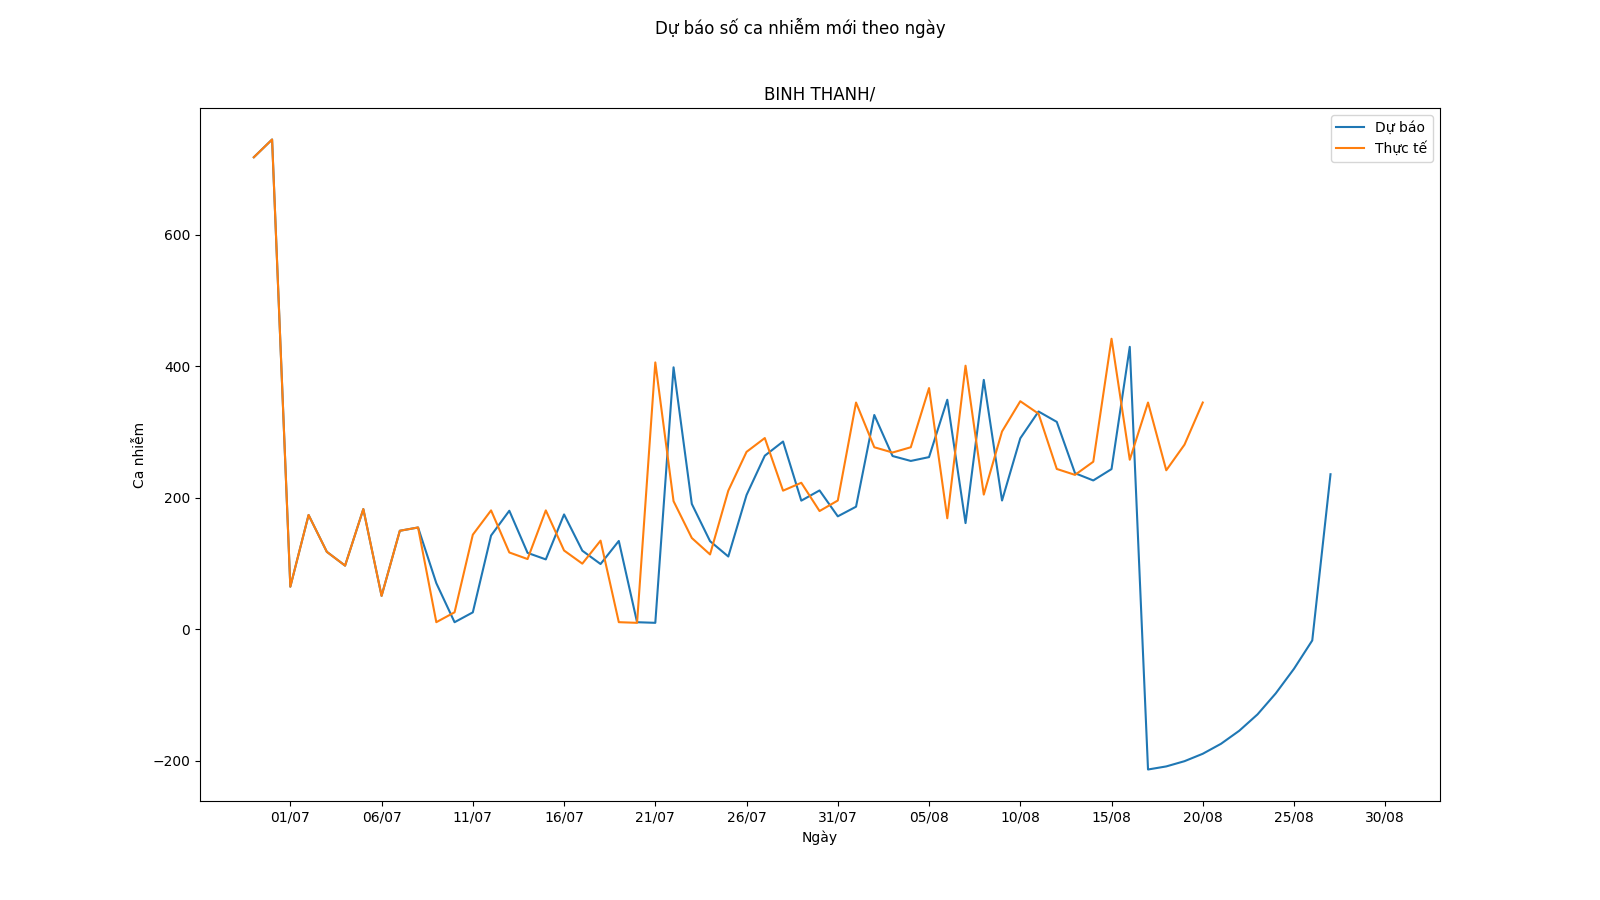 Dự báo số ca nhiễm mới theo ngày
BINH THANH/
Dự báo
Thực tế
Ca nhiễm
600
400
200
0
−200
01/07 06/07 11/07 16/07 21/07 26/07 31/07 05/08 10/08 15/08 20/08 25/08 30/08
Ngày